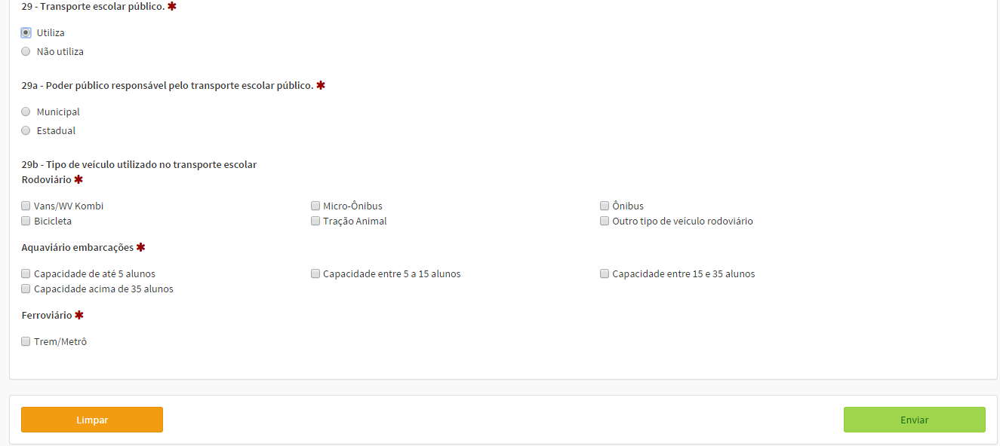 29 - Transporte escolar público. ✱
Utiliza
Não utiliza
29a - Poder público responsável pelo transporte escolar público. ✱
Municipal
Estadual
29b - Tipo de veículo utilizado no transporte escolar
Rodoviário ✱
Vans/WV Kombi Micro-Ônibus Ônibus
Bicicleta Tração Animal Outro tipo de veículo rodoviário
Aquaviário embarcações ✱
Capacidade de até 5 alunos Capacidade entre 5 a 15 alunos Capacidade entre 15 e 35 alunos
Capacidade acima de 35 alunos
Ferroviário ✱
Trem/Metrô
Limpar Enviar